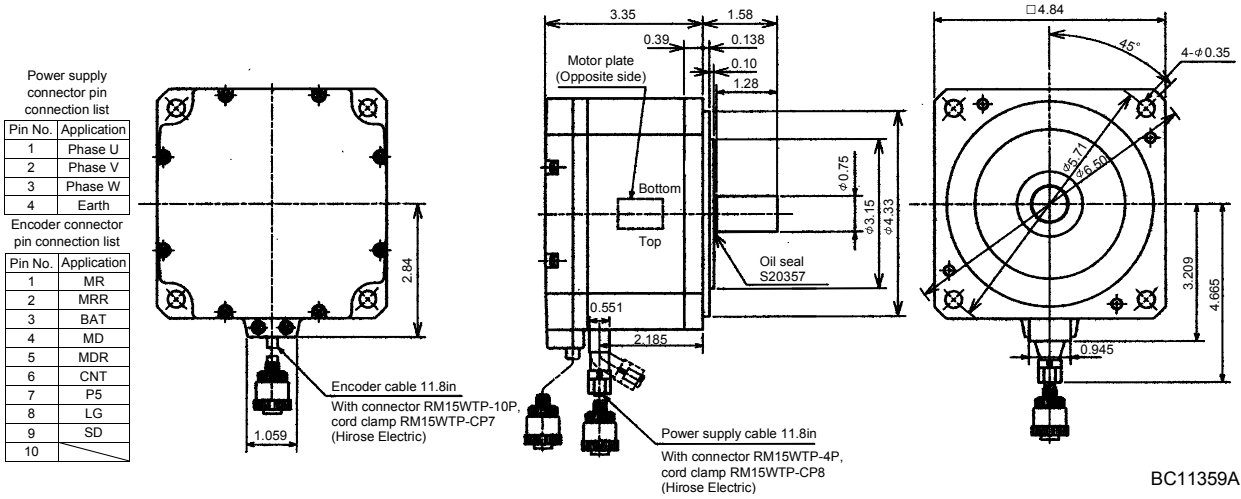 Power supply
connector pin
connection list
Pin No. Application
1 Phase U
2 Phase V
3 Phase W
4 Earth
Encoder connector
pin connection list
Pin No. Application
1 MR
2 MRR
3 BAT
4 MD
5 MDR
6 CNT
7 P5
8 LG
9 SD
10
2.84
Encoder cable 11.8in
With connector RM15WTP-10P,
cord clamp RM15WTP-CP7
(Hirose Electric)
1.059
3.35
1.58
0.39
0.138
Motor plate
(Opposite side)
0.10
1.28
Bottom
Top
φ0.75
φ3.15
φ4.33
Oil seal
S20357
0.551
2.185
Power supply cable 11.8in
With connector RM15WTP-4P,
cord clamp RM15WTP-CP8
(Hirose Electric)
□4.84
45°
4-φ0.35
φ5.71
φ6.50
3.209
4.665
0.945
BC11359A